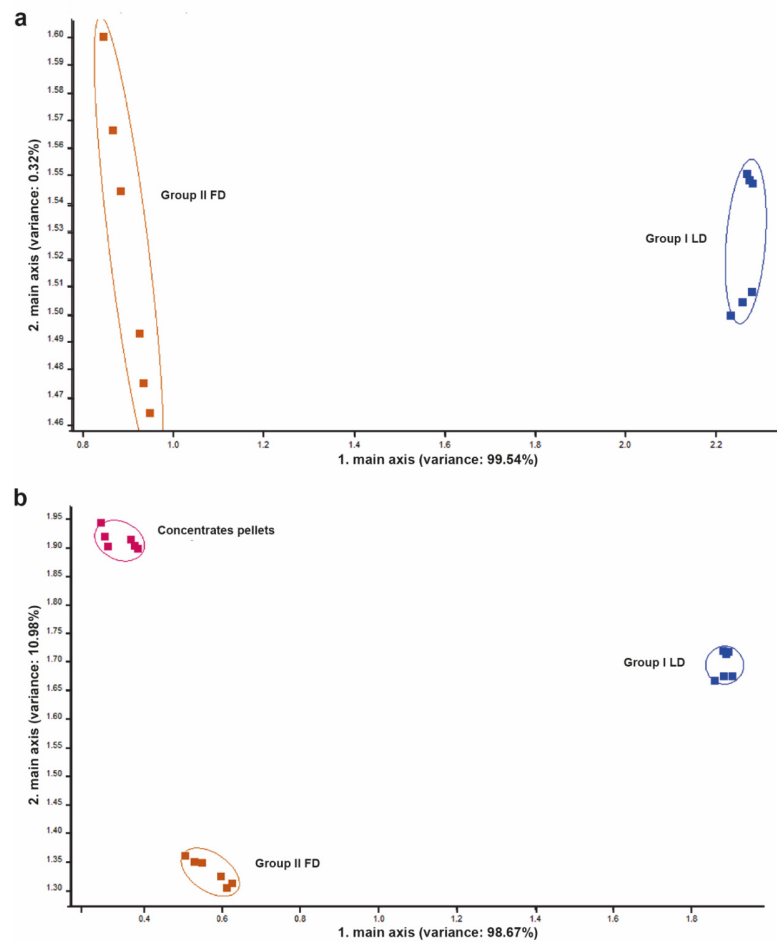 a
1.60
1.59
1.58
1.57
1.56
1.55
1.54
1.53
1.52
1.51
1.50
1.49
1.48
1.47
1.46
2. main axis (variance: 0.32%)
Group II FD
Group I LD
0.8 1.0 1.2 1.4 1.6 1.8 2.0 2.2
1. main axis (variance: 99.54%)
b
1.95
1.90
1.85
1.80
1.75
1.70
1.65
1.60
1.55
1.50
1.45
1.40
1.35
1.30
2. main axis (variance: 10.98%)
Concentrates pellets
Group I LD
Group II FD
0.4 0.6 0.8 1.0 1.2 1.4 1.6 1.8
1. main axis (variance: 98.67%)